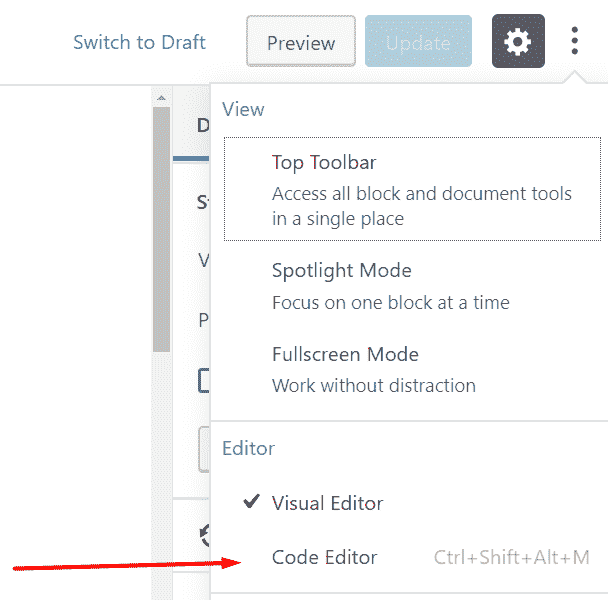 Switch to Draft Preview Update
View
Top Toolbar
Access all block and document tools
in a single place
Spotlight Mode
Focus on one block at a time
Fullscreen Mode
Work without distraction
Editor
Visual Editor
Code Editor Ctrl+Shift+Alt+M